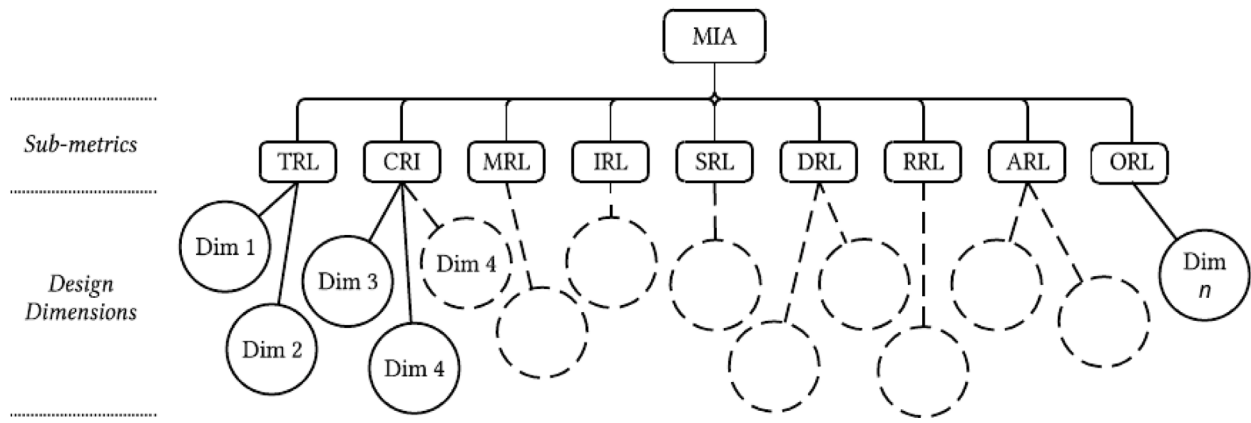 MIA
Sub-metrics
TRL
CRI
MRL
IRL
SRL
DRL
RRL
ARL
ORL
Design
Dimensions
Dim 1
Dim 2
Dim 3
Dim 4
Dim 4
Dim
n